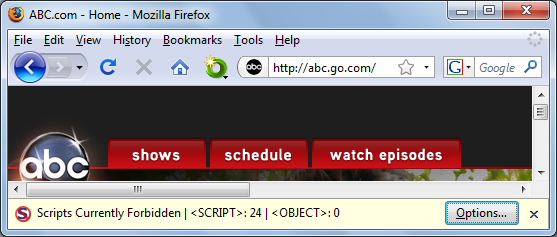 ABC.com - Home - Mozilla Firefox
File Edit View History Bookmarks Tools Help
abc http://abc.go.com/ G Google
abc shows schedule watch episodes
S Scripts Currently Forbidden | <SCRIPT>: 24 | <OBJECT>: 0 Options...